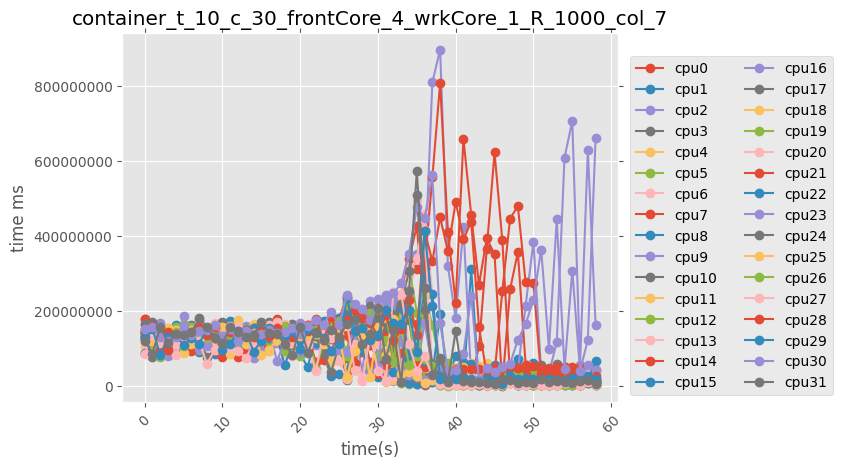 container_t_10_c_30_frontCore_4_wrkCore_1_R_1000_col_7
time ms
800000000
600000000
400000000
200000000
0
0 10 20 30 40 50 60
time(s)
cpu0 cpu16
cpu1 cpu17
cpu2 cpu18
cpu3 cpu19
cpu4 cpu20
cpu5 cpu21
cpu6 cpu22
cpu7 cpu23
cpu8 cpu24
cpu9 cpu25
cpu10 cpu26
cpu11 cpu27
cpu12 cpu28
cpu13 cpu29
cpu14 cpu30
cpu15 cpu31